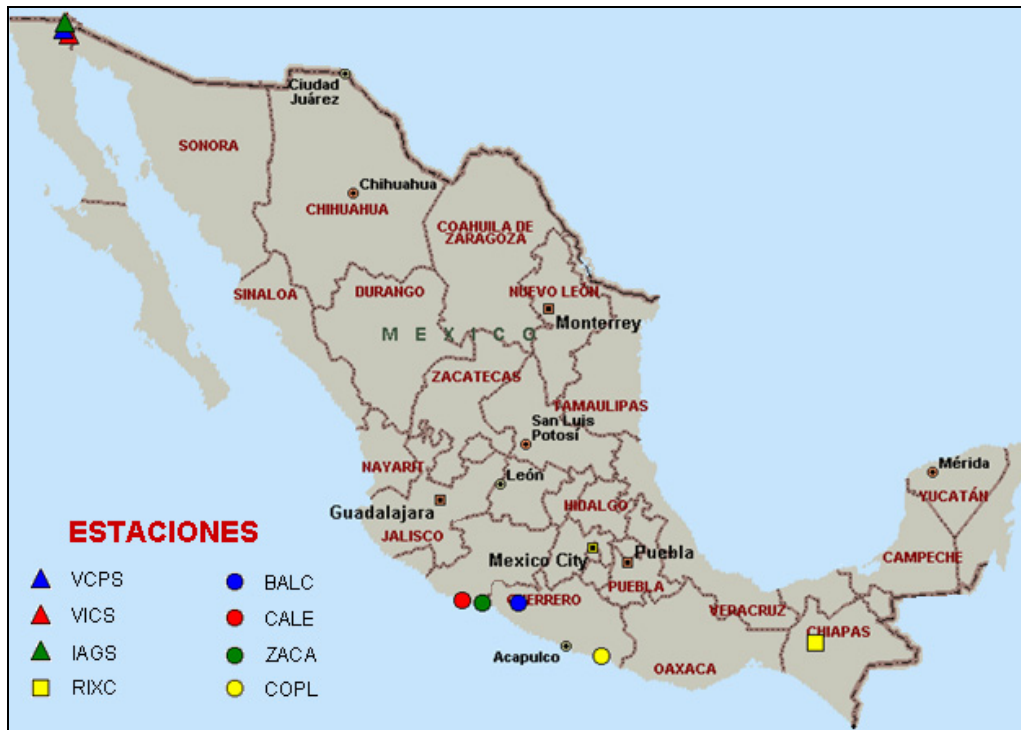 Ciudad
Juárez
SONORA
Chihuahua
CHIHUAHUA
COAHUILA DE
ZARAGOZA
SINALOA
DURANGO
NUEVO LEÓN
Monterrey
MEXICO
ZACATECAS
TAMAULIPAS
San Luis
Potosí
NAYARIT
León
Mérida
YUCATÁN
Guadalajara
HIDALGO
JALISCO
Mexico City
Puebla
CAMPECHE
PUEBLA
GUERRERO
VERACRUZ
CHIAPAS
Acapulco
OAXACA
ESTACIONES
VCPS
BALC
VICS
CALE
IAGS
ZACA
RIXC
COPL